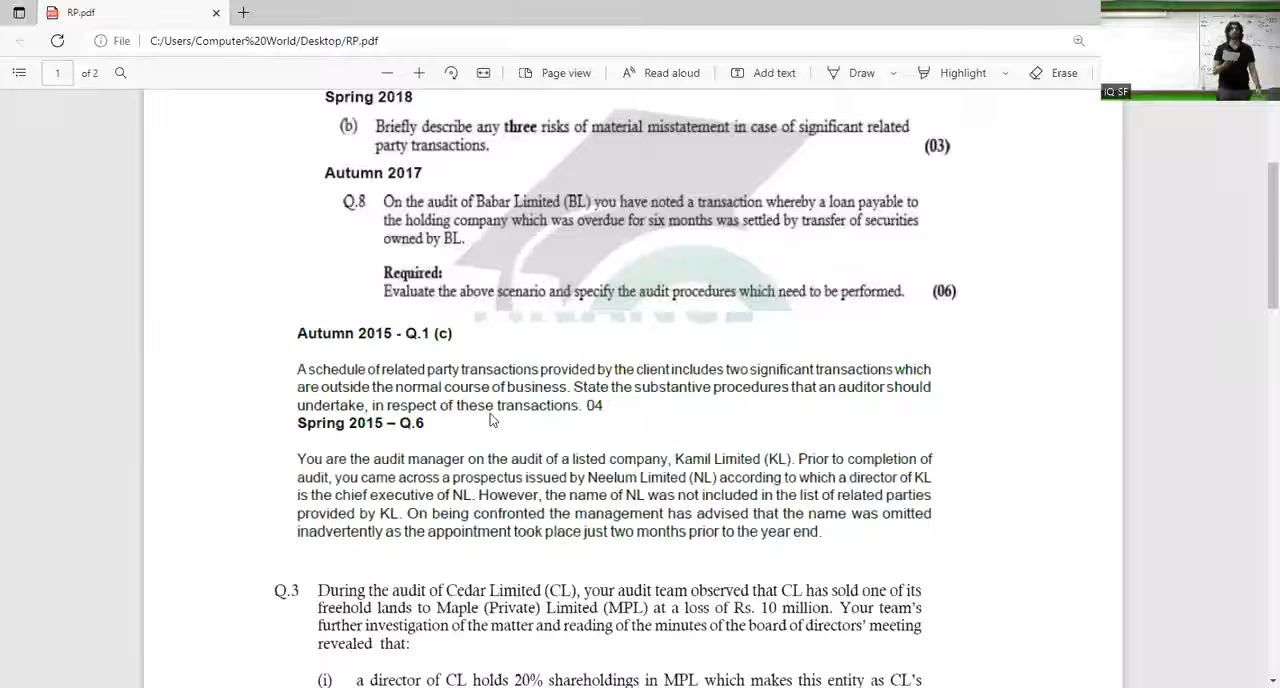 RP.pdf
File
C:/Users/Computer%20World/Desktop/RP.pdf
1 of 2
Page view
Read aloud
Add text
Draw
Highlight
Erase
iQ SF
Spring 2018
(b) Briefly describe any three risks of material misstatement in case of significant related
party transactions. (03)
Autumn 2017
Q.8 On the audit of Babar Limited (BL) you have noted a transaction whereby a loan payable to
the holding company which was overdue for six months was settled by transfer of securities
owned by BL.
Required:
Evaluate the above scenario and specify the audit procedures which need to be performed. (06)
Autumn 2015 - Q.1 (c)
A schedule of related party transactions provided by the client includes two significant transactions which
are outside the normal course of business. State the substantive procedures that an auditor should
undertake, in respect of these transactions. 04
Spring 2015 – Q.6
You are the audit manager on the audit of a listed company, Kamil Limited (KL). Prior to completion of
audit, you came across a prospectus issued by Neelum Limited (NL) according to which a director of KL
is the chief executive of NL. However, the name of NL was not included in the list of related parties
provided by KL. On being confronted the management has advised that the name was omitted
inadvertently as the appointment took place just two months prior to the year end.
Q.3 During the audit of Cedar Limited (CL), your audit team observed that CL has sold one of its
freehold lands to Maple (Private) Limited (MPL) at a loss of Rs. 10 million. Your team's
further investigation of the matter and reading of the minutes of the board of directors' meeting
revealed that:
(i) a director of CL holds 20% shareholdings in MPL which makes this entity as CL's